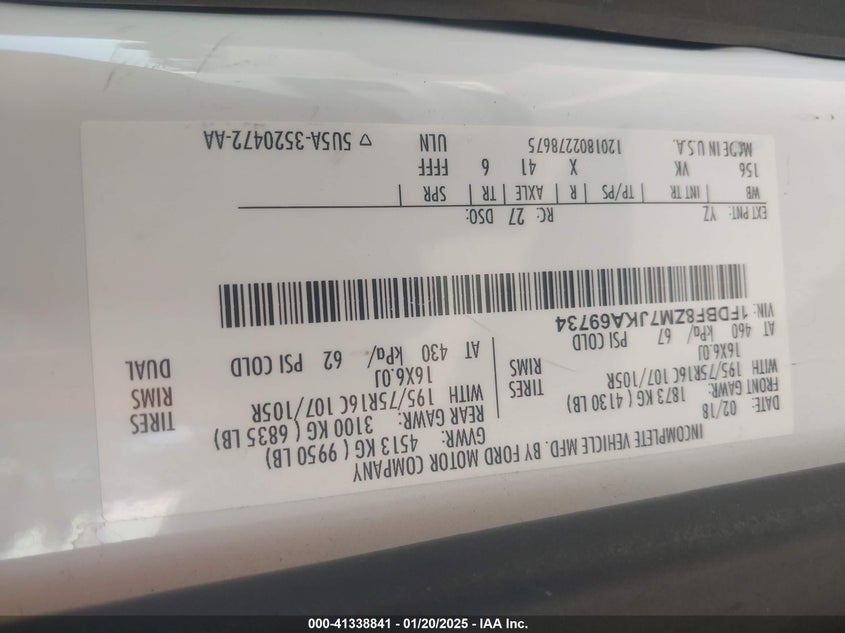 INCOMPLETE VEHICLE MFD. BY FORD MOTOR COMPANY
DATE: 02/18 GVWR: 4513 KG ( 9950 LB)
FRONT GAWR: 1873 KG ( 4130 LB) REAR GAWR: 3100 KG ( 6835 LB)
WITH 195/75R16C 107/105R TIRES WITH 195/75R16C 107/105R TIRES
16X6.0J RIMS 16X6.0J RIMS
AT 460 kPa/ 67 PSI COLD AT 430 kPa/ 62 PSI COLD DUAL
VIN: 1FDBF8ZM7JKA69734
EXT PNT: YZ RC: 27 DSO:
WB | INT TR | TP/PS | R | AXLE | TR | SPR
156 VK X 41 6 FFFF
MADE IN U.S.A. 1201802278675 ULN ▽ 5U5A-3520472-AA
000-41338841 - 01/20/2025 - IAA Inc.